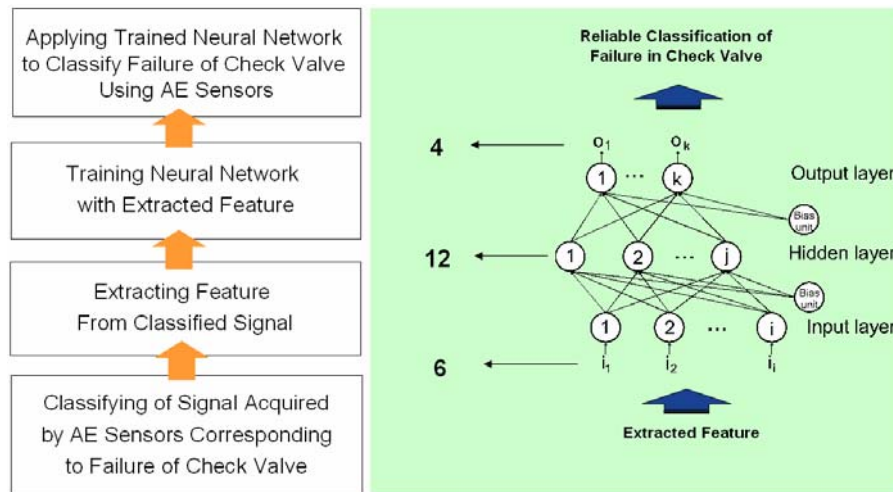 Applying Trained Neural Network
to Classify Failure of Check Valve
Using AE Sensors
Training Neural Network
with Extracted Feature
Extracting Feature
From Classified Signal
Classifying of Signal Acquired
by AE Sensors Corresponding
to Failure of Check Valve
Reliable Classification of
Failure in Check Valve
4
o1 ok
1 ... k
Output layer
Bias
unit
12
1 2 ... j
Hidden layer
Bias
unit
1 2 ... i
Input layer
6
i1 i2 ii
Extracted Feature